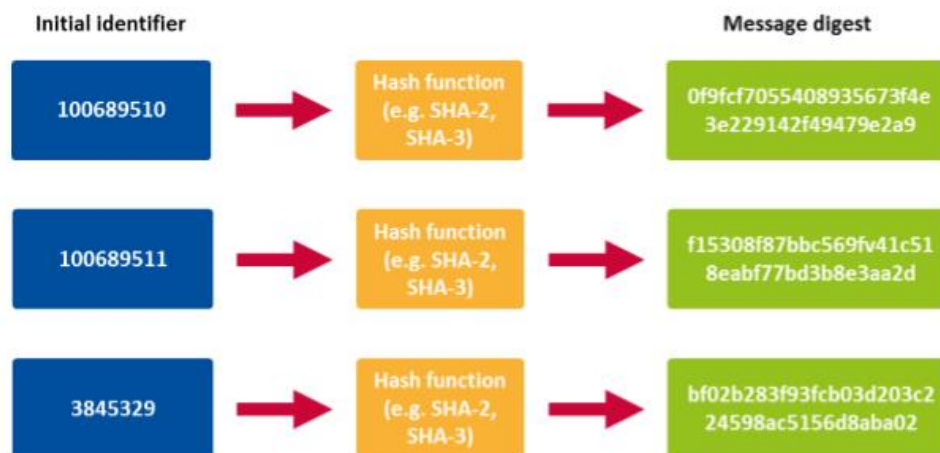 Initial identifier
Message digest
100689510
Hash function
(e.g. SHA-2,
SHA-3)
0f9fcf7055408935673f4e
3e229142f49479e2a9
100689511
Hash function
(e.g. SHA-2,
SHA-3)
f15308f87bbc569fv41c51
8eabf77bd3b8e3aa2d
3845329
Hash function
(e.g. SHA-2,
SHA-3)
bf02b283f93fcb03d203c2
24598ac5156d8aba02